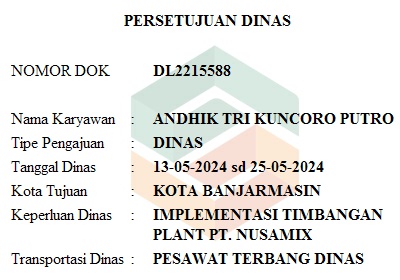 PERSETUJUAN DINAS
NOMOR DOK DL2215588
Nama Karyawan : ANDHIK TRI KUNCORO PUTRO
Tipe Pengajuan : DINAS
Tanggal Dinas : 13-05-2024 sd 25-05-2024
Kota Tujuan : KOTA BANJARMASIN
Keperluan Dinas : IMPLEMENTASI TIMBANGAN
PLANT PT. NUSAMIX
Transportasi Dinas : PESAWAT TERBANG DINAS